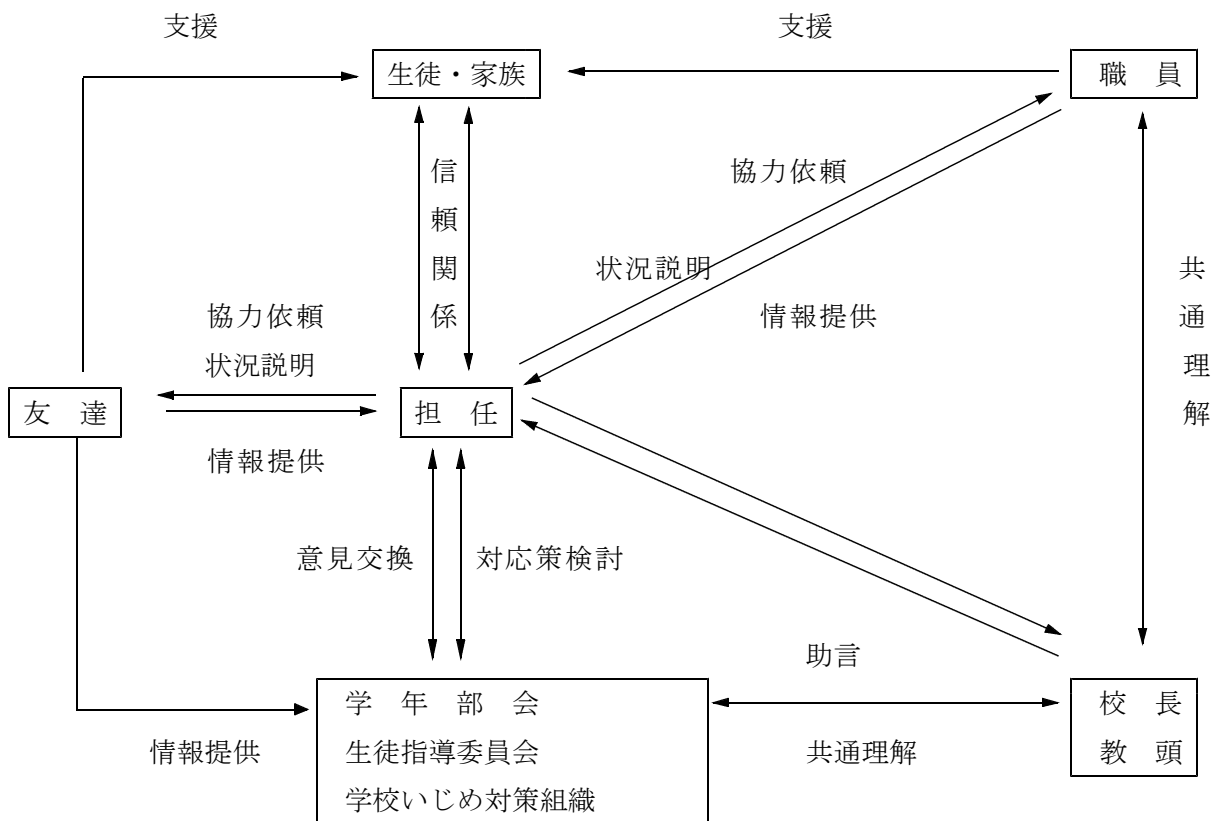 支援
支援
生徒・家族
職　員
信頼関係
協力依頼
状況説明
情報提供
共通理解
協力依頼
状況説明
友　達
担　任
情報提供
意見交換
対応策検討
助言
学　年　部　会
生徒指導委員会
学校いじめ対策組織
校　長
教　頭
情報提供
共通理解